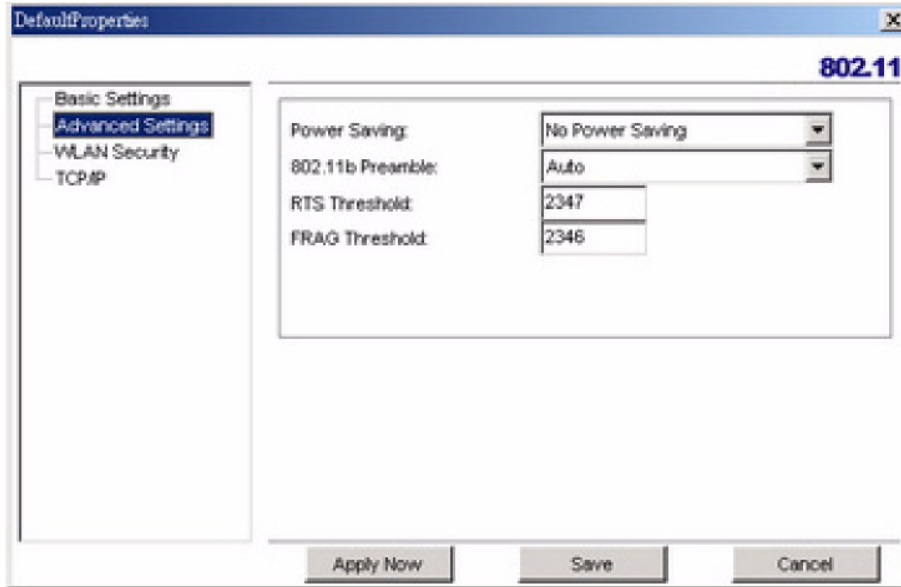 DefaultProperties
802.11
Basic Settings
Advanced Settings
WLAN Security
TCP/IP
Power Saving: No Power Saving
802.11b Preamble: Auto
RTS Threshold: 2347
FRAG Threshold: 2346
Apply Now Save Cancel